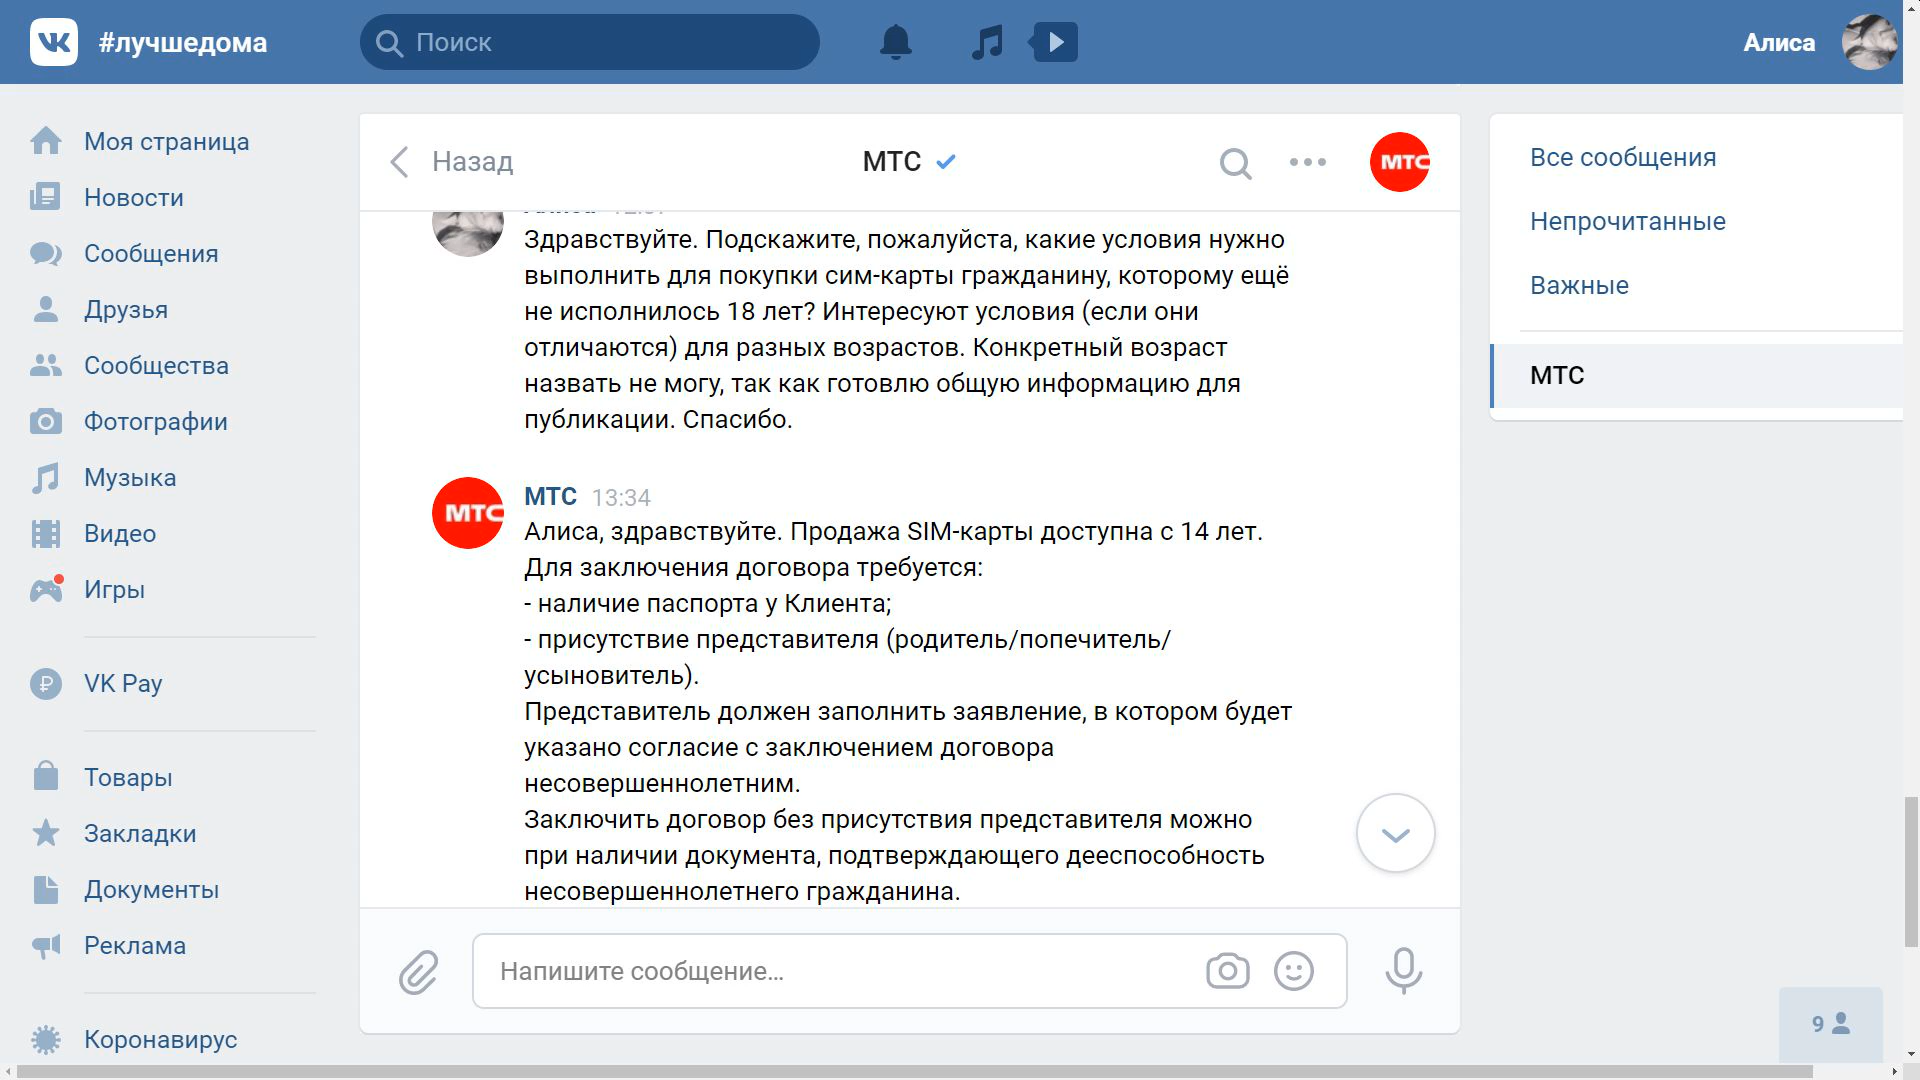 #лучшедома
Поиск
Алиса
Моя страница
Новости
Сообщения
Друзья
Сообщества
Фотографии
Музыка
Видео
Игры
VK Pay
Товары
Закладки
Документы
Реклама
Коронавирус
Назад
МТС
МТС
Здравствуйте. Подскажите, пожалуйста, какие условия нужно
выполнить для покупки сим-карты гражданину, которому ещё
не исполнилось 18 лет? Интересуют условия (если они
отличаются) для разных возрастов. Конкретный возраст
назвать не могу, так как готовлю общую информацию для
публикации. Спасибо.
МТС
МТС 13:34
Алиса, здравствуйте. Продажа SIM-карты доступна с 14 лет.
Для заключения договора требуется:
- наличие паспорта у Клиента;
- присутствие представителя (родитель/попечитель/
усыновитель).
Представитель должен заполнить заявление, в котором будет
указано согласие с заключением договора
несовершеннолетним.
Заключить договор без присутствия представителя можно
при наличии документа, подтверждающего дееспособность
несовершеннолетнего гражданина.
Напишите сообщение...
Все сообщения
Непрочитанные
Важные
МТС
9